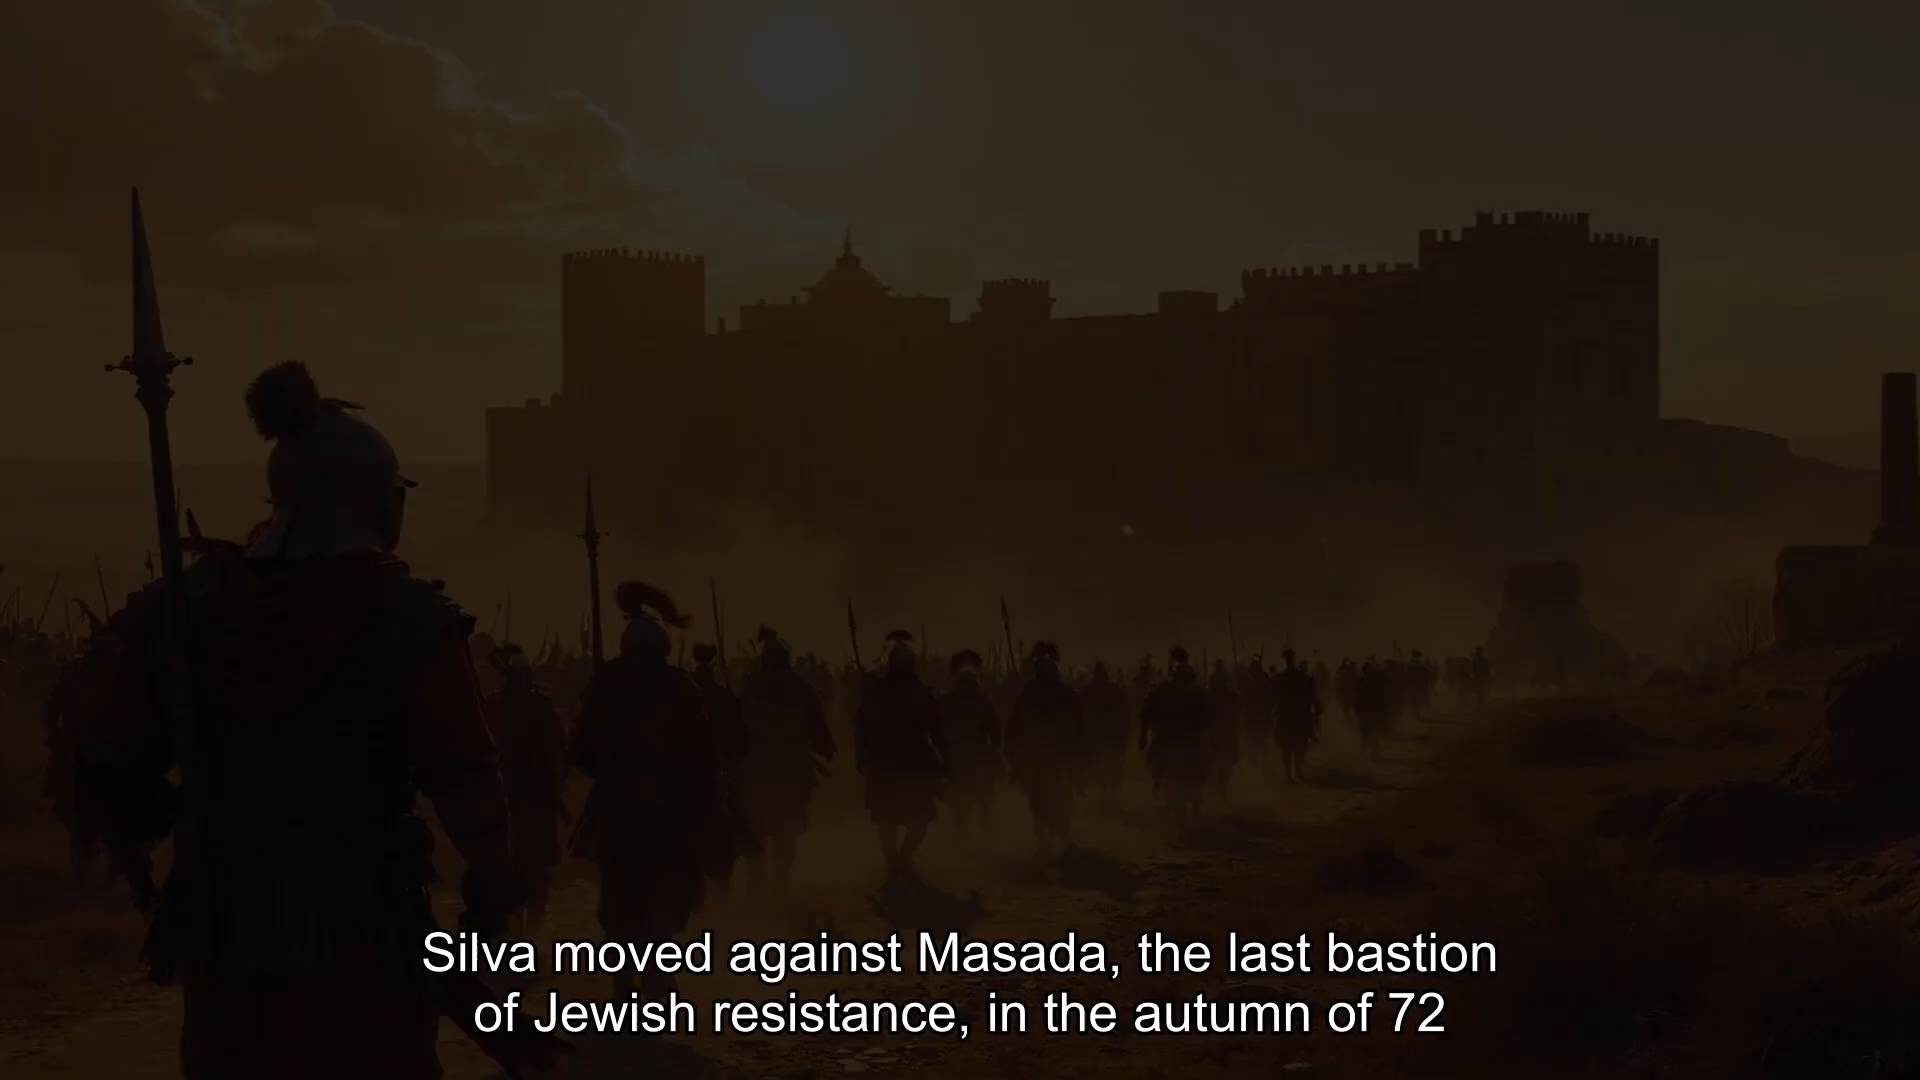 Silva moved against Masada, the last bastion
of Jewish resistance, in the autumn of 72